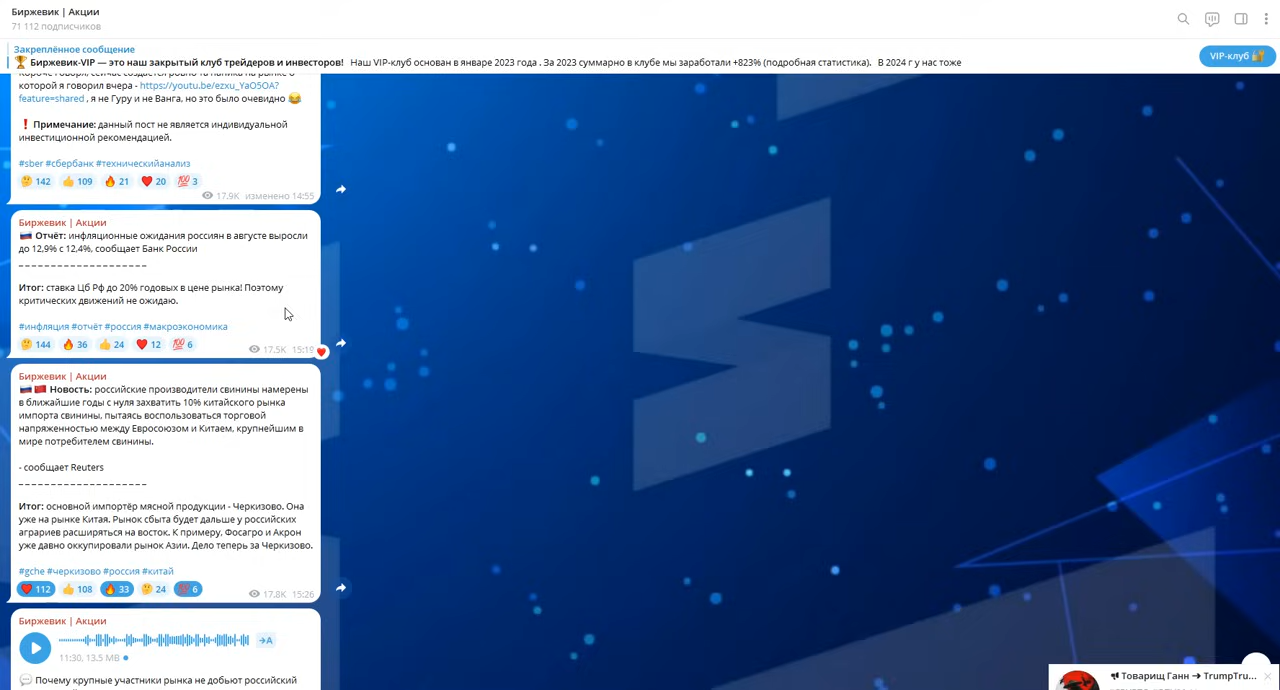 Биржевик | Акции
71 112 подписчиков
Закреплённое сообщение
🏆 Биржевик-VIP — это наш закрытый клуб трейдеров и инвесторов! Наш VIP-клуб основан в январе 2023 года . За 2023 суммарно в клубе мы заработали +823% (подробная статистика). В 2024 г у нас тоже
VIP-клуб 🔐
которой я говорил вчера - https://youtu.be/ezxu_YaO5OA?
feature=shared , я не Гуру и не Ванга, но это было очевидно 😂
❗ Примечание: данный пост не является индивидуальной
инвестиционной рекомендацией.
#sber #сбербанк #техническийанализ
🤔 142 👍 109 🔥 21 ❤️ 20 💯 3
17.9K изменено 14:55
Биржевик | Акции
🇷🇺 Отчёт: инфляционные ожидания россиян в августе выросли
до 12,9% с 12,4%, сообщает Банк России
_ _ _ _ _ _ _ _ _ _ _ _ _ _ _ _ _ _ _ _
Итог: ставка Цб Рф до 20% годовых в цене рынка! Поэтому
критических движений не ожидаю.
#инфляция #отчёт #россия #макроэкономика
🤔 144 🔥 36 👍 24 ❤️ 12 💯 6
17.5K 15:19
Биржевик | Акции
🇷🇺 🇨🇳 Новость: российские производители свинины намерены
в ближайшие годы с нуля захватить 10% китайского рынка
импорта свинины, пытаясь воспользоваться торговой
напряженностью между Евросоюзом и Китаем, крупнейшим в
мире потребителем свинины.
- сообщает Reuters
_ _ _ _ _ _ _ _ _ _ _ _ _ _ _ _ _ _ _ _
Итог: основной импортёр мясной продукции - Черкизово. Она
уже на рынке Китая. Рынок сбыта будет дальше у российских
аграриев расширяться на восток. К примеру, Фосагро и Акрон
уже давно оккупировали рынок Азии. Дело теперь за Черкизово.
#gche #черкизово #россия #китай
❤️ 112 👍 108 🔥 33 🤔 24 💯 6
17.8K 15:26
Биржевик | Акции
→A
11:30, 13.5 MB
💬 Почему крупные участники рынка не добьют российский
Товарищ Ганн → TrumpTru...